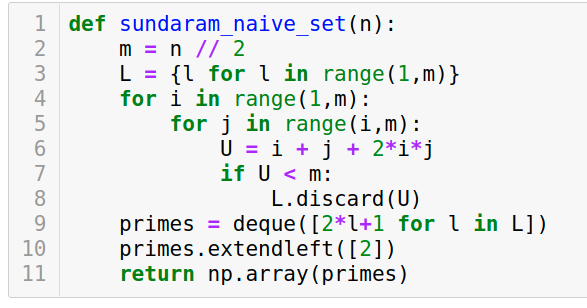 1 def sundaram_naive_set(n):
2     m = n // 2
3     L = {l for l in range(1,m)}
4     for i in range(1,m):
5         for j in range(i,m):
6             U = i + j + 2*i*j
7             if U < m:
8                 L.discard(U)
9     primes = deque([2*l+1 for l in L])
10     primes.extendleft([2])
11     return np.array(primes)